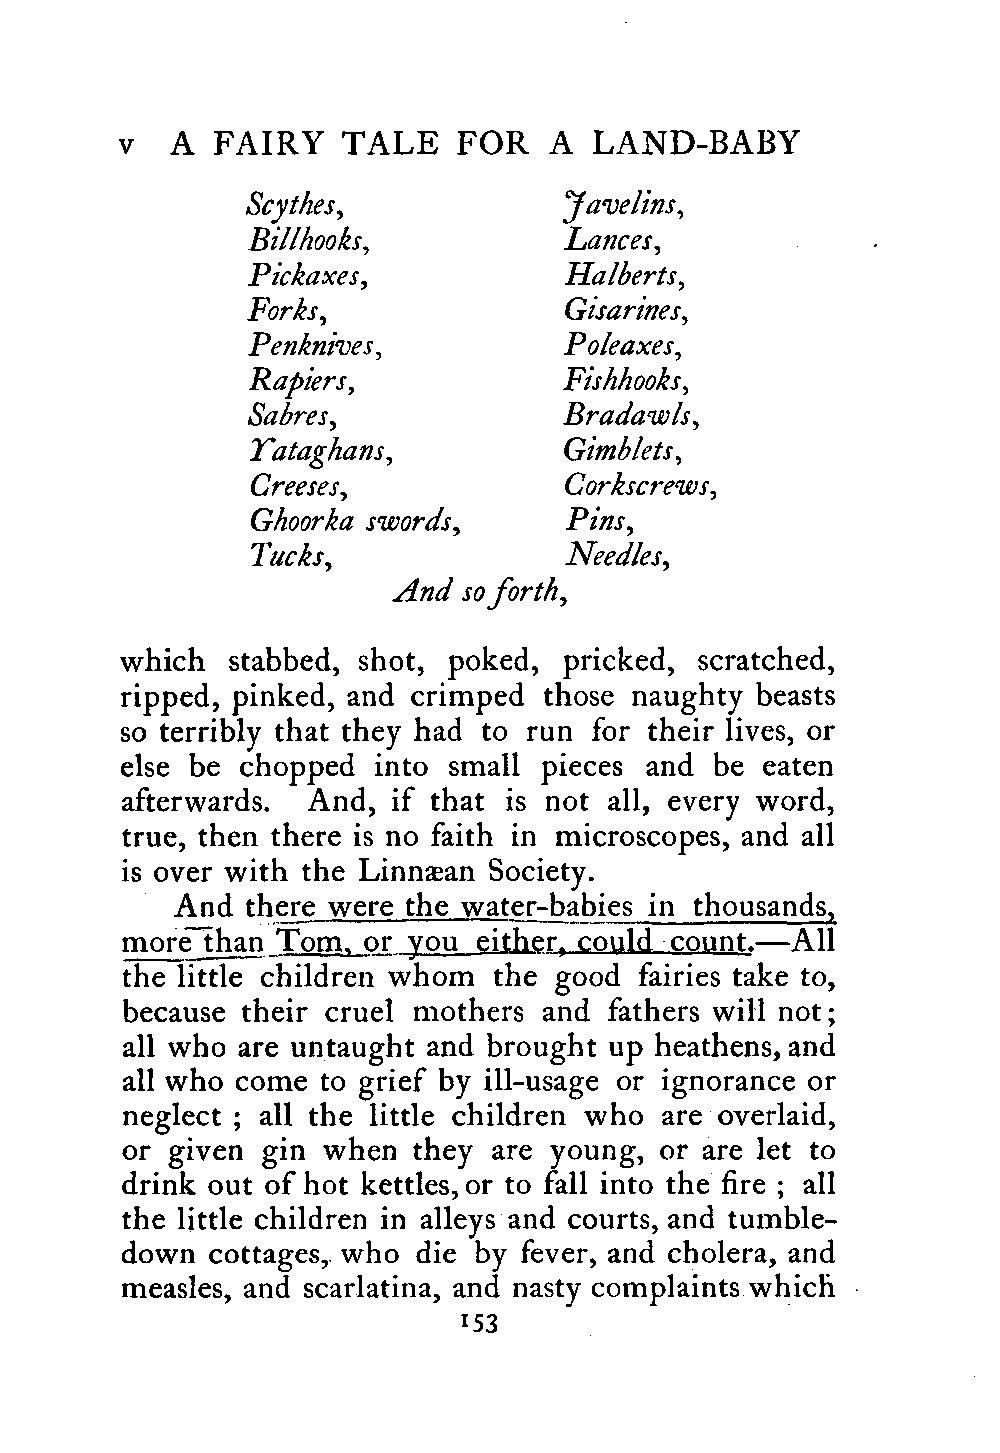 v A FAIRY TALE FOR A LAND-BABY
Scythes, Javelins,
Billhooks, Lances,
Pickaxes, Halberts,
Forks, Gisarines,
Penknives, Poleaxes,
Rapiers, Fishhooks,
Sabres, Bradawls,
Yataghans, Gimblets,
Creeses, Corkscrews,
Ghoorka swords, Pins,
Tucks, Needles,
And so forth,
which stabbed, shot, poked, pricked, scratched,
ripped, pinked, and crimped those naughty beasts
so terribly that they had to run for their lives, or
else be chopped into small pieces and be eaten
afterwards. And, if that is not all, every word,
true, then there is no faith in microscopes, and all
is over with the Linnæan Society.
And there were the water-babies in thousands,
more than Tom, or you either, could count.—All
the little children whom the good fairies take to,
because their cruel mothers and fathers will not;
all who are untaught and brought up heathens, and
all who come to grief by ill-usage or ignorance or
neglect ; all the little children who are overlaid,
or given gin when they are young, or are let to
drink out of hot kettles, or to fall into the fire ; all
the little children in alleys and courts, and tumble-
down cottages, who die by fever, and cholera, and
measles, and scarlatina, and nasty complaints which
153